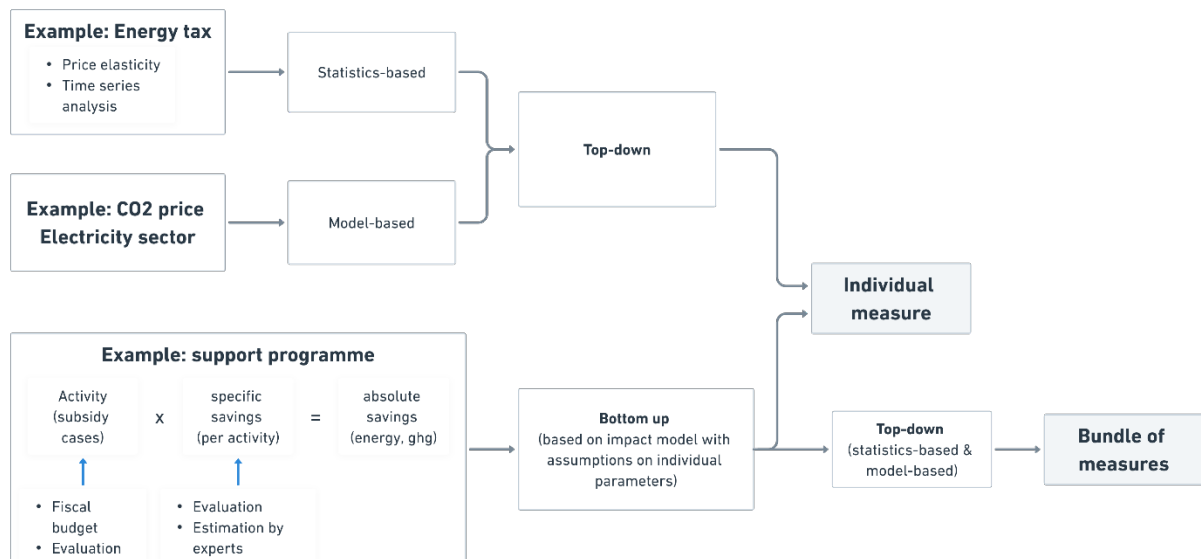 Example: Energy tax
• Price elasticity
• Time series
analysis
Statistics-based
Top-down
Example: CO2 price
Electricity sector
Model-based
Individual
measure
Example: support programme
Activity
(subsidy
cases)
x
specific
savings
(per activity)
=
absolute
savings
(energy, ghg)
• Fiscal
budget
• Evaluation
• Evaluation
• Estimation by
experts
Bottom up
(based on impact model with
assumptions on individual
parameters)
Top-down
(statistics-based &
model-based)
Bundle of
measures